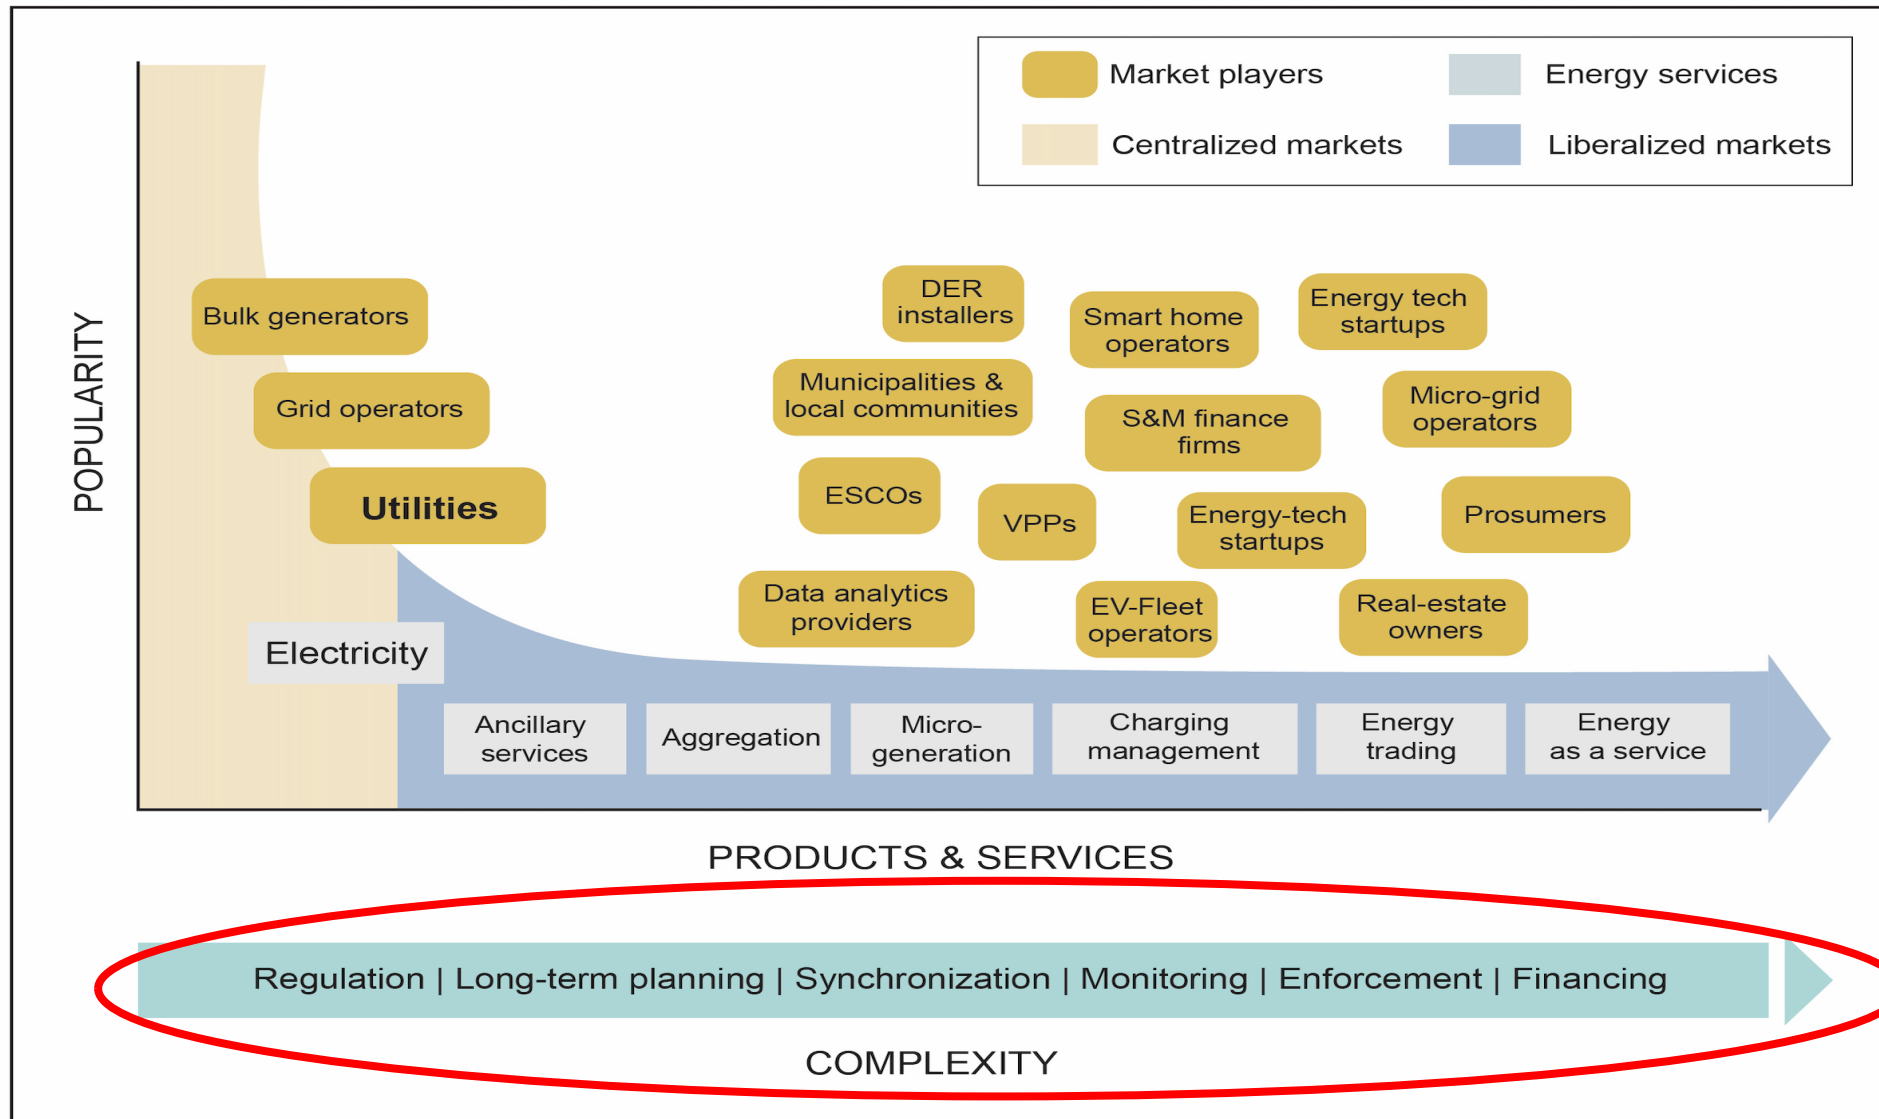 Market players
Energy services
Centralized markets
Liberalized markets
POPULARITY
Bulk generators
Grid operators
Utilities
DER
installers
Smart home
operators
Energy tech
startups
Municipalities &
local communities
S&M finance
firms
Micro-grid
operators
ESCOs
VPPs
Energy-tech
startups
Prosumers
Data analytics
providers
EV-Fleet
operators
Real-estate
owners
Electricity
Ancillary
services
Aggregation
Micro-
generation
Charging
management
Energy
trading
Energy
as a service
PRODUCTS & SERVICES
Regulation | Long-term planning | Synchronization | Monitoring | Enforcement | Financing
COMPLEXITY